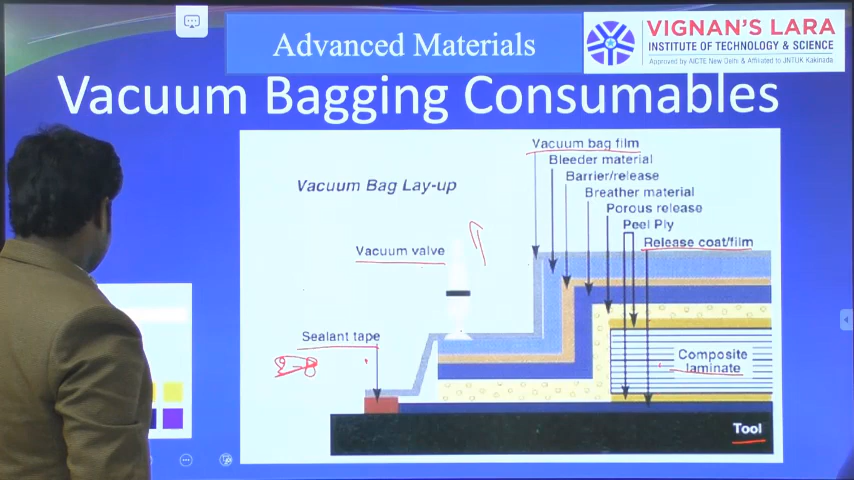 Advanced Materials
VIGNAN'S LARA
INSTITUTE OF TECHNOLOGY & SCIENCE
Approved by AICTE New Delhi & Affiliated to JNTUK Kakinada
Vacuum Bagging Consumables
Vacuum bag film
Bleeder material
Barrier/release
Breather material
Porous release
Peel Ply
Release coat/film
Vacuum Bag Lay-up
Vacuum valve
Sealant tape
Composite
laminate
Tool